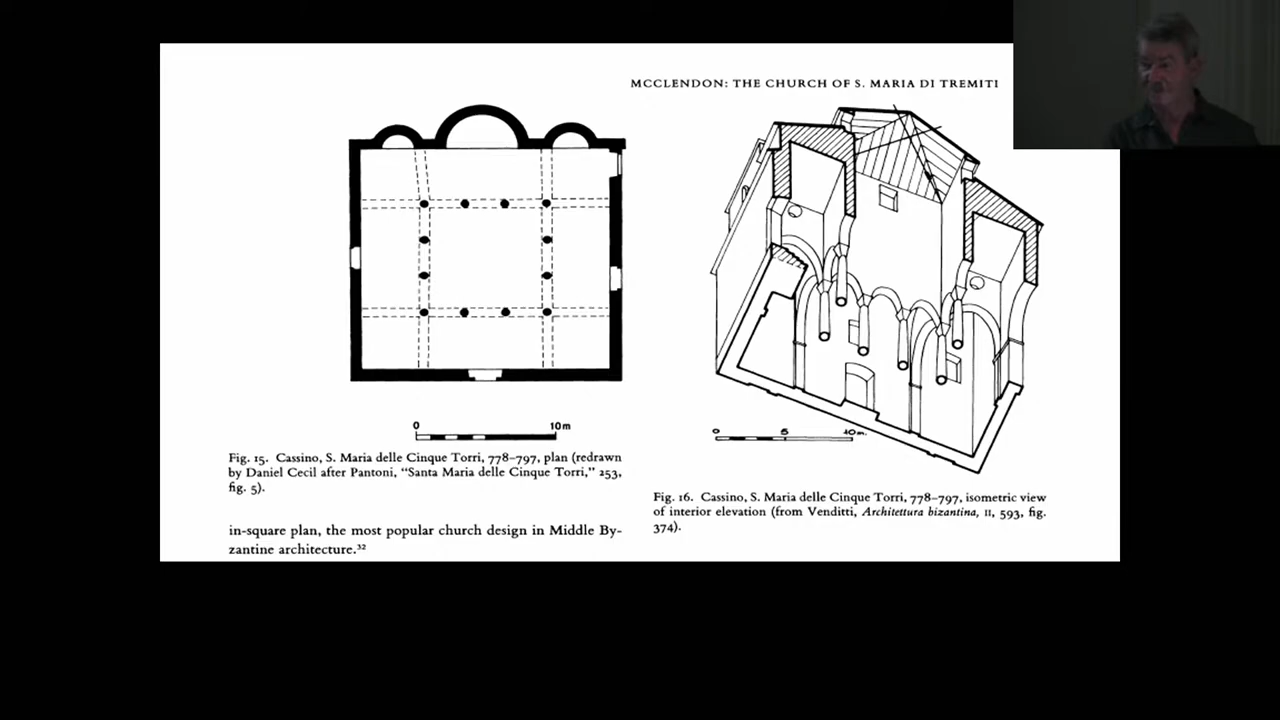 MCCLENDON: THE CHURCH OF S. MARIA DI TREMITI
0 10m
Fig. 15. Cassino, S. Maria delle Cinque Torri, 778–797, plan (redrawn
by Daniel Cecil after Pantoni, "Santa Maria delle Cinque Torri," 253,
fig. 5).
in-square plan, the most popular church design in Middle By-
zantine architecture.³²
0 5 10m.
Fig. 16. Cassino, S. Maria delle Cinque Torri, 778–797, isometric view
of interior elevation (from Venditti, Architettura bizantina, II, 593, fig.
374).